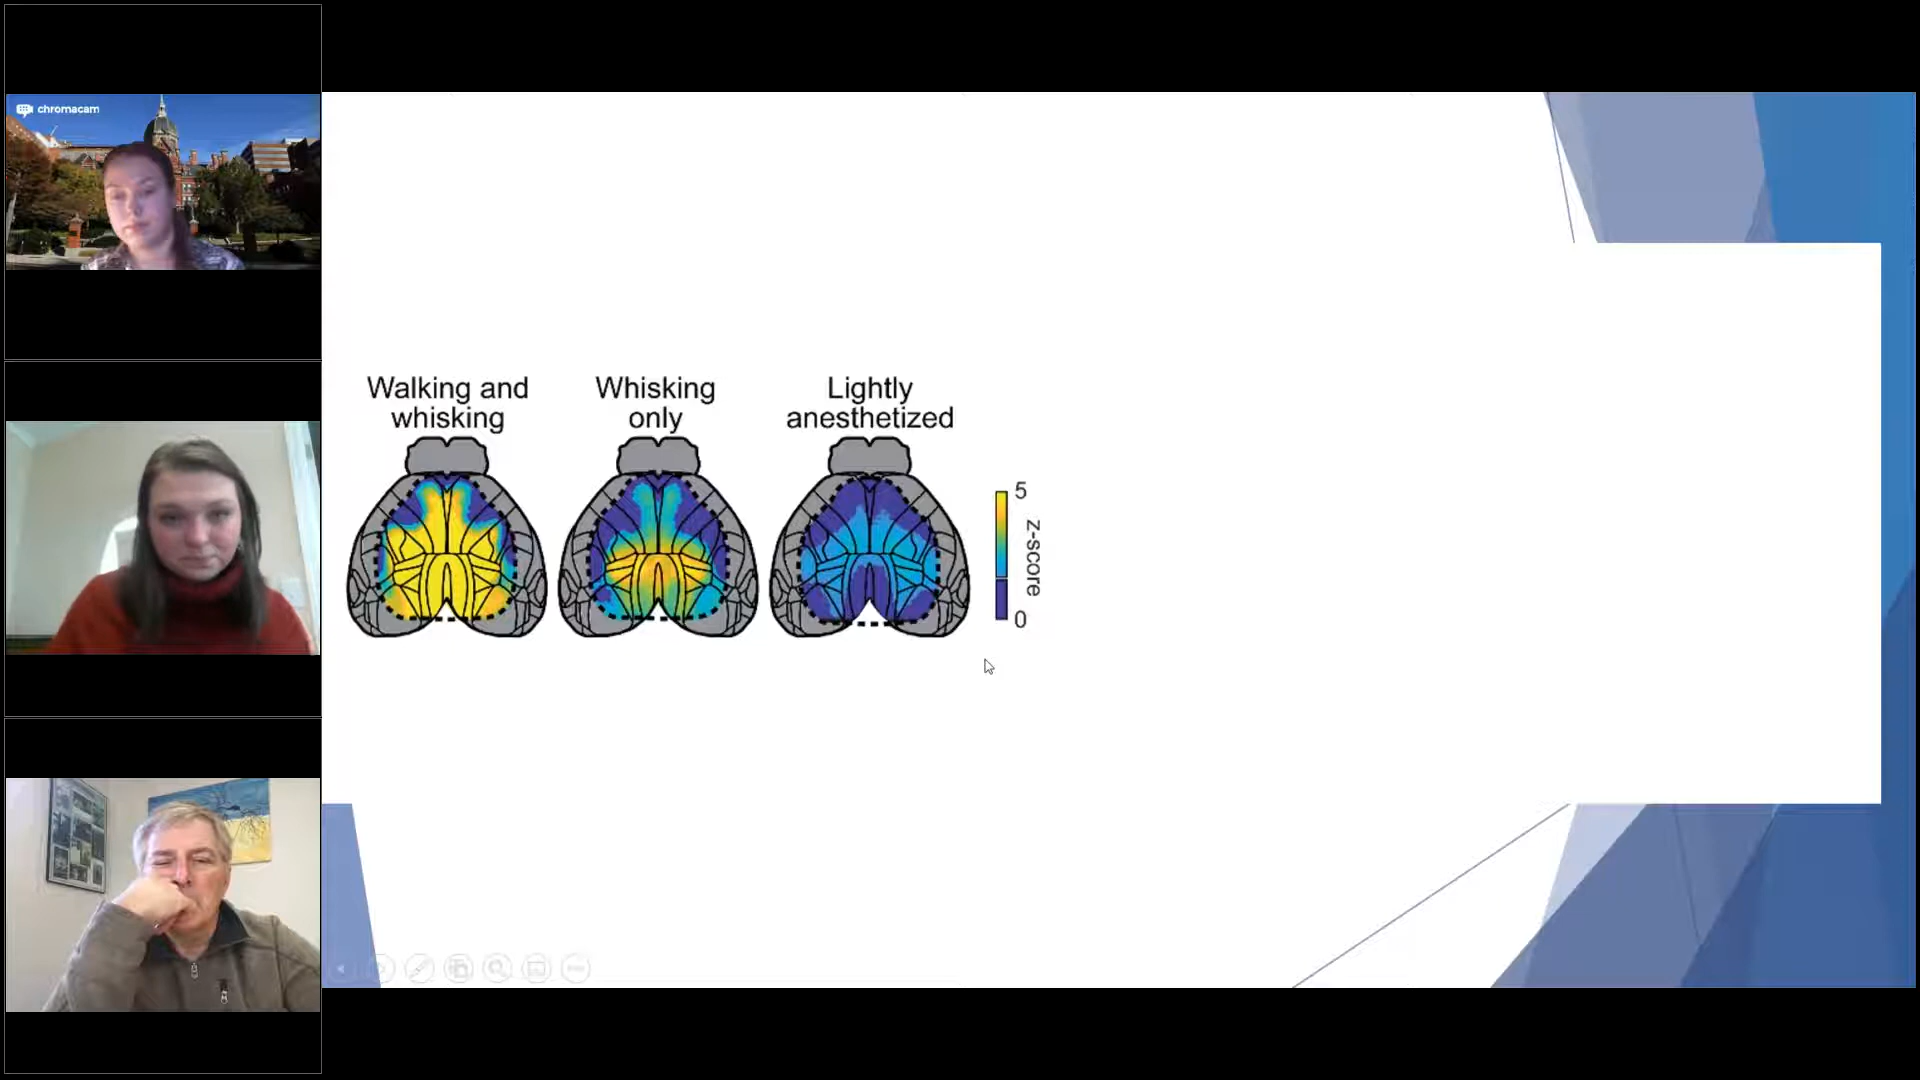 chromacam
Walking and
whisking
Whisking
only
Lightly
anesthetized
5
z-score
0